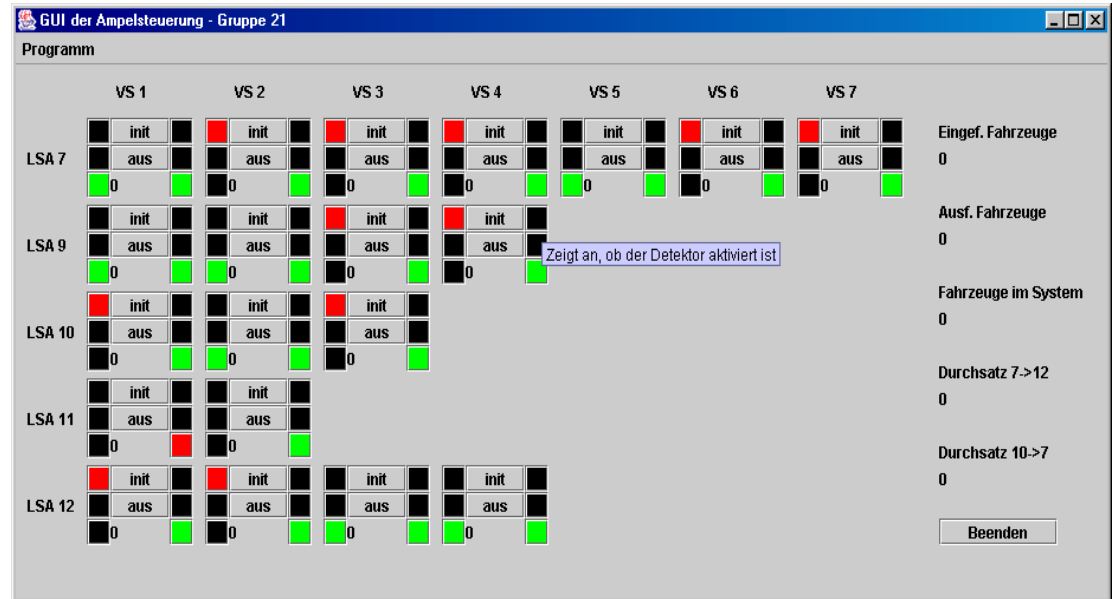 GUI der Ampelsteuerung - Gruppe 21
Programm
VS 1 VS 2 VS 3 VS 4 VS 5 VS 6 VS 7
init init init init init init init Eingef. Fahrzeuge
LSA 7 aus aus aus aus aus aus aus 0
0 0 0 0 0 0 0
init init init init Ausf. Fahrzeuge
LSA 9 aus aus aus aus 0
Zeigt an, ob der Detektor aktiviert ist
0 0 0 0
init init init Fahrzeuge im System
LSA 10 aus aus aus 0
0 0 0
Durchsatz 7->12
init init 0
LSA 11 aus aus
0 0 Durchsatz 10->7
init init init init 0
LSA 12 aus aus aus aus
0 0 0 0 Beenden